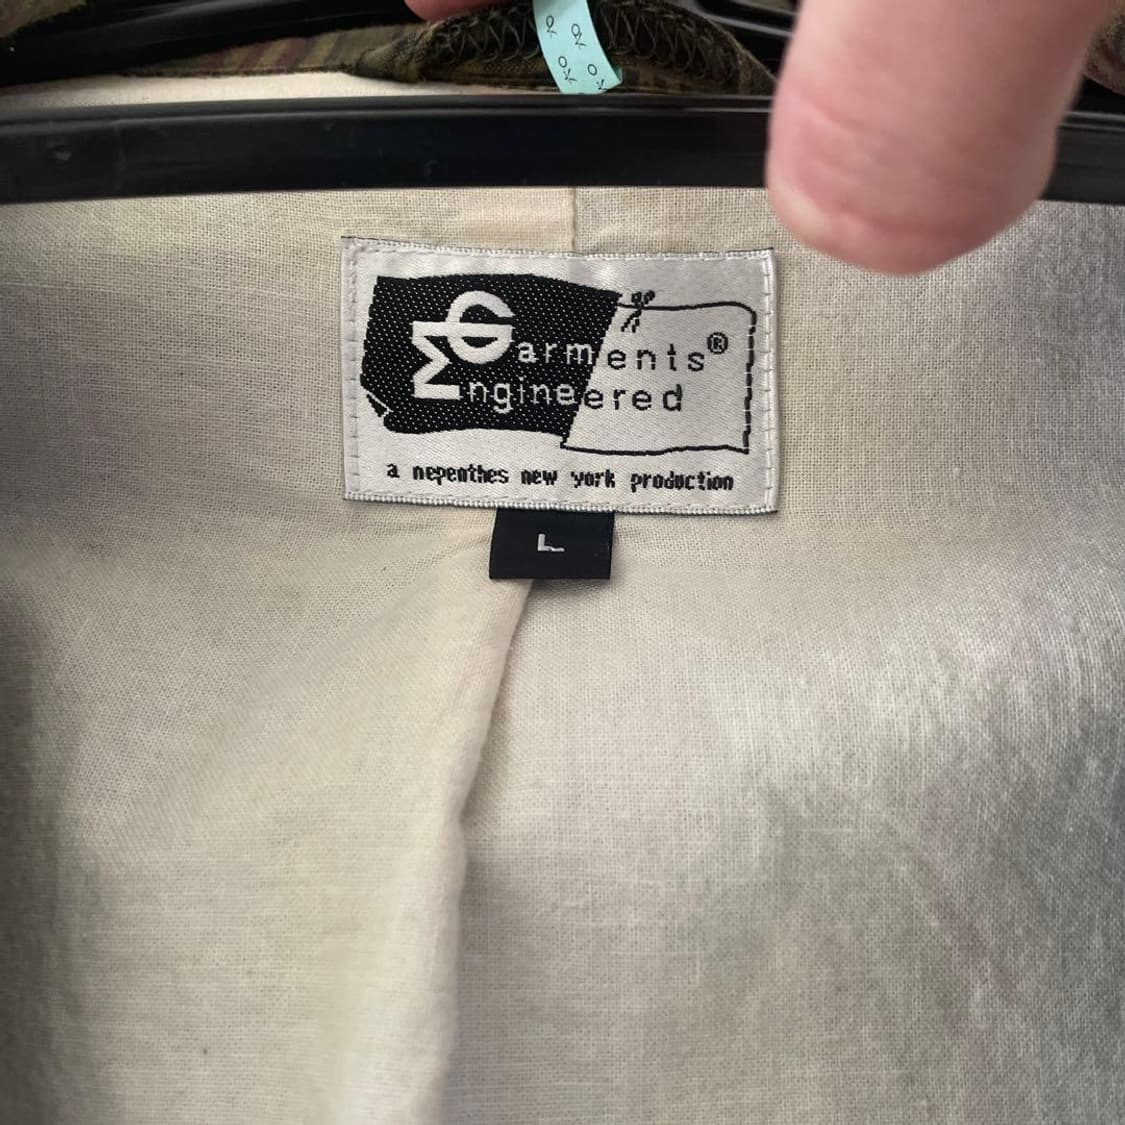 Garments®
Engineered
a nepenthes new york production
L